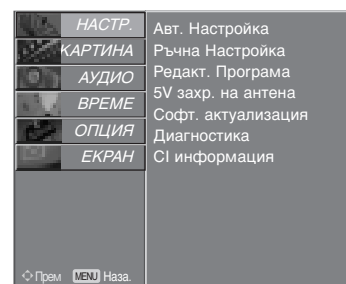 НАСТР.
КАРТИНА
АУДИО
ВРЕМЕ
ОПЦИЯ
ЕКРАН
Авт. Настройка
Ръчна Настройка
Редакт. Програма
5V захр. на антена
Софт. актуализация
Диагностика
CI информация
Прем MENU Наза.